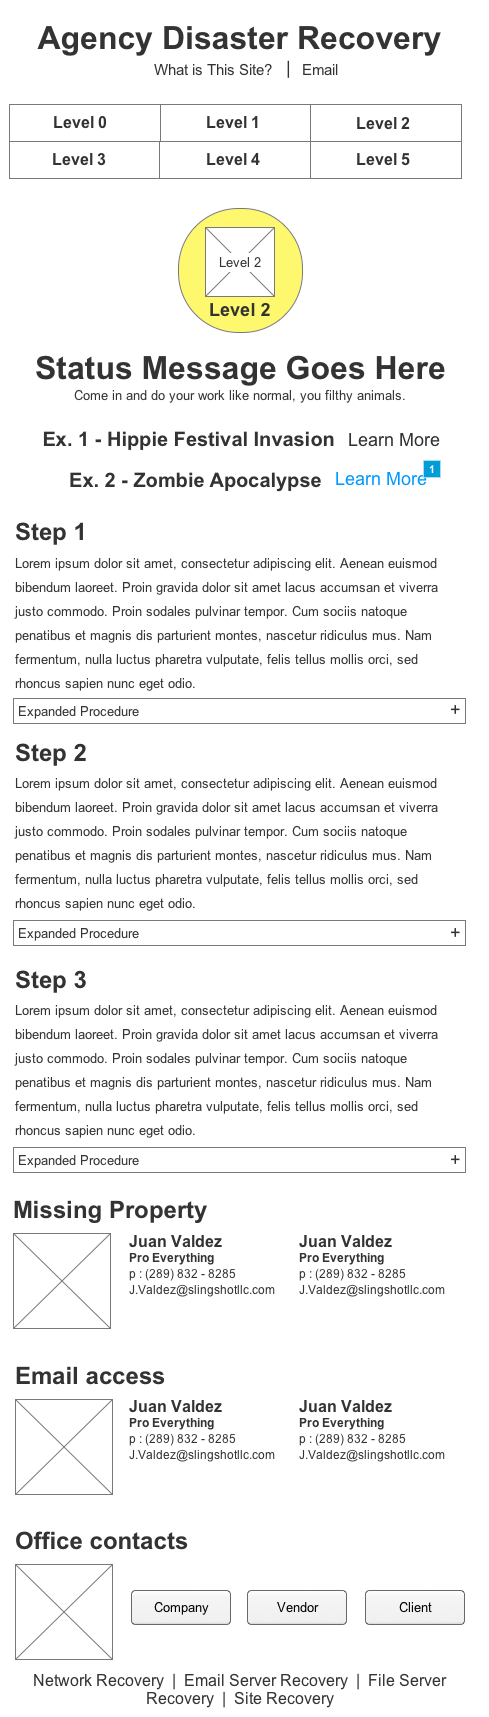 Agency Disaster Recovery
What is This Site? | Email
Level 0 Level 1 Level 2
Level 3 Level 4 Level 5
Level 2
Level 2
Status Message Goes Here
Come in and do your work like normal, you filthy animals.
Ex. 1 - Hippie Festival Invasion Learn More
Ex. 2 - Zombie Apocalypse Learn More 1
Step 1
Lorem ipsum dolor sit amet, consectetur adipiscing elit. Aenean euismod
bibendum laoreet. Proin gravida dolor sit amet lacus accumsan et viverra
justo commodo. Proin sodales pulvinar tempor. Cum sociis natoque
penatibus et magnis dis parturient montes, nascetur ridiculus mus. Nam
fermentum, nulla luctus pharetra vulputate, felis tellus mollis orci, sed
rhoncus sapien nunc eget odio.
Expanded Procedure +
Step 2
Lorem ipsum dolor sit amet, consectetur adipiscing elit. Aenean euismod
bibendum laoreet. Proin gravida dolor sit amet lacus accumsan et viverra
justo commodo. Proin sodales pulvinar tempor. Cum sociis natoque
penatibus et magnis dis parturient montes, nascetur ridiculus mus. Nam
fermentum, nulla luctus pharetra vulputate, felis tellus mollis orci, sed
rhoncus sapien nunc eget odio.
Expanded Procedure +
Step 3
Lorem ipsum dolor sit amet, consectetur adipiscing elit. Aenean euismod
bibendum laoreet. Proin gravida dolor sit amet lacus accumsan et viverra
justo commodo. Proin sodales pulvinar tempor. Cum sociis natoque
penatibus et magnis dis parturient montes, nascetur ridiculus mus. Nam
fermentum, nulla luctus pharetra vulputate, felis tellus mollis orci, sed
rhoncus sapien nunc eget odio.
Expanded Procedure +
Missing Property
Juan Valdez Juan Valdez
Pro Everything Pro Everything
p : (289) 832 - 8285 p : (289) 832 - 8285
J.Valdez@slingshotllc.com J.Valdez@slingshotllc.com
Email access
Juan Valdez Juan Valdez
Pro Everything Pro Everything
p : (289) 832 - 8285 p : (289) 832 - 8285
J.Valdez@slingshotllc.com J.Valdez@slingshotllc.com
Office contacts
Company Vendor Client
Network Recovery | Email Server Recovery | File Server
Recovery | Site Recovery